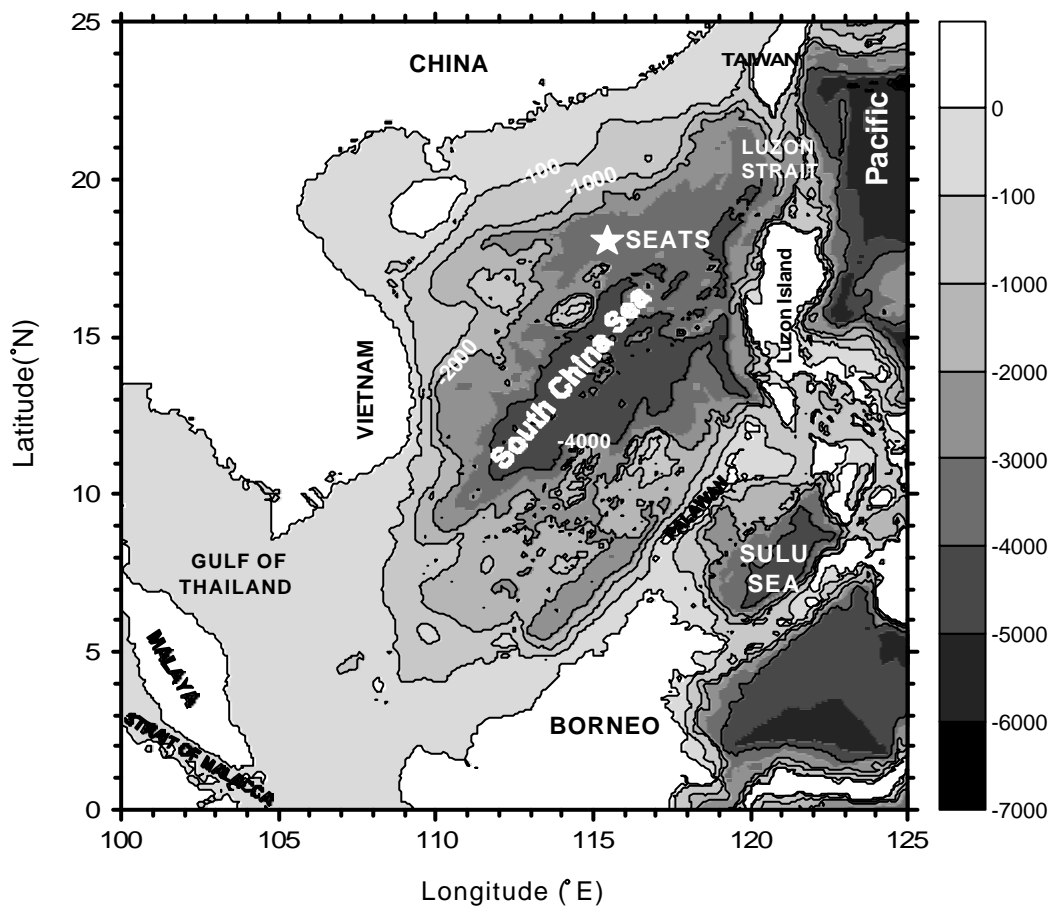 25
20
15
10
5
0
Latitude(°N)
100
105
110
115
120
125
Longitude (°E)
CHINA
TAIWAN
Pacific
LUZON
STRAIT
-100
-1000
SEATS
Luzon Island
South China Sea
-2000
VIETNAM
-4000
PALAWAN
GULF OF
THAILAND
SULU
SEA
MALAYA
STRAIT OF MALACCA
BORNEO
0
-100
-1000
-2000
-3000
-4000
-5000
-6000
-7000